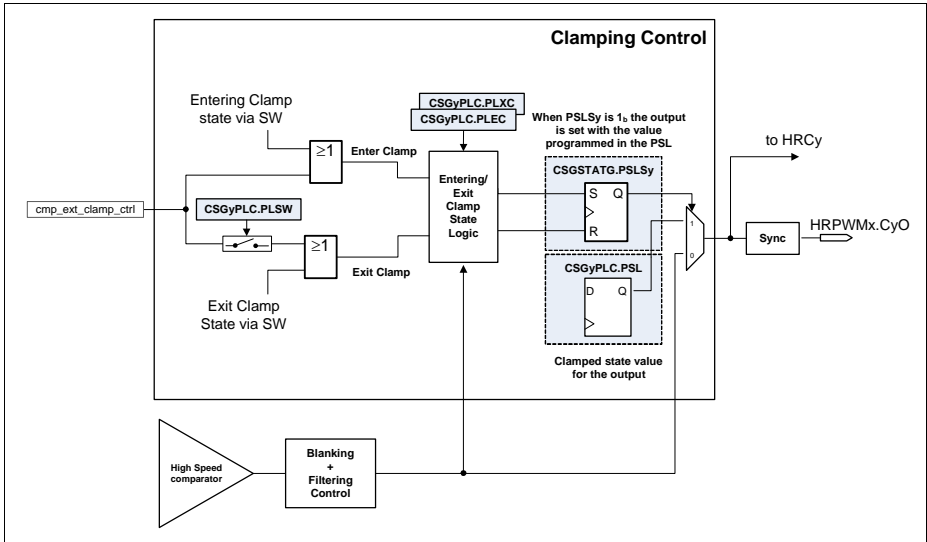 Clamping Control
Entering Clamp
state via SW
≥1
Enter Clamp
CSGyPLC.PLXC
CSGyPLC.PLEC
When PSLSy is 1b the output
is set with the value
programmed in the PSL
to HRCy
CSGSTATG.PSLSy
S Q
R
cmp_ext_clamp_ctrl
CSGyPLC.PLSW
≥1
Exit Clamp
Entering/
Exit
Clamp
State
Logic
1
0
Sync
HRPWMx.CyO
CSGyPLC.PSL
D Q
Exit Clamp
State via SW
Clamped state value
for the output
High Speed
comparator
Blanking
+
Filtering
Control